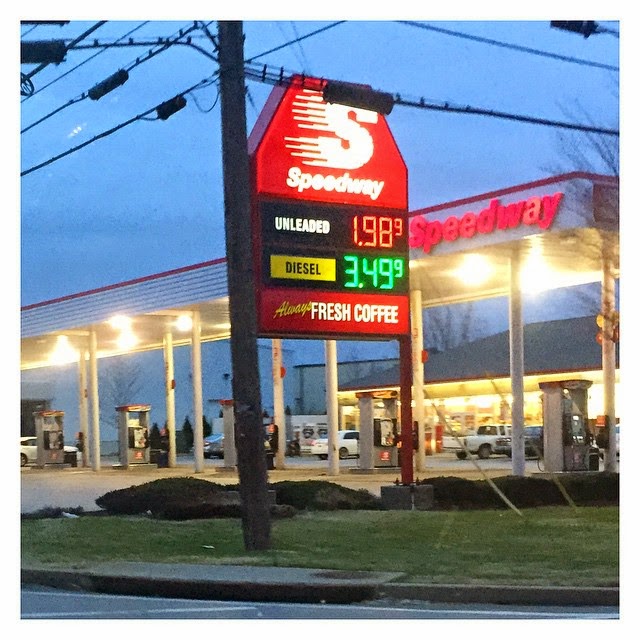 S
Speedway
UNLEADED 1.98 9
DIESEL 3.49 9
Always FRESH COFFEE
Speedway